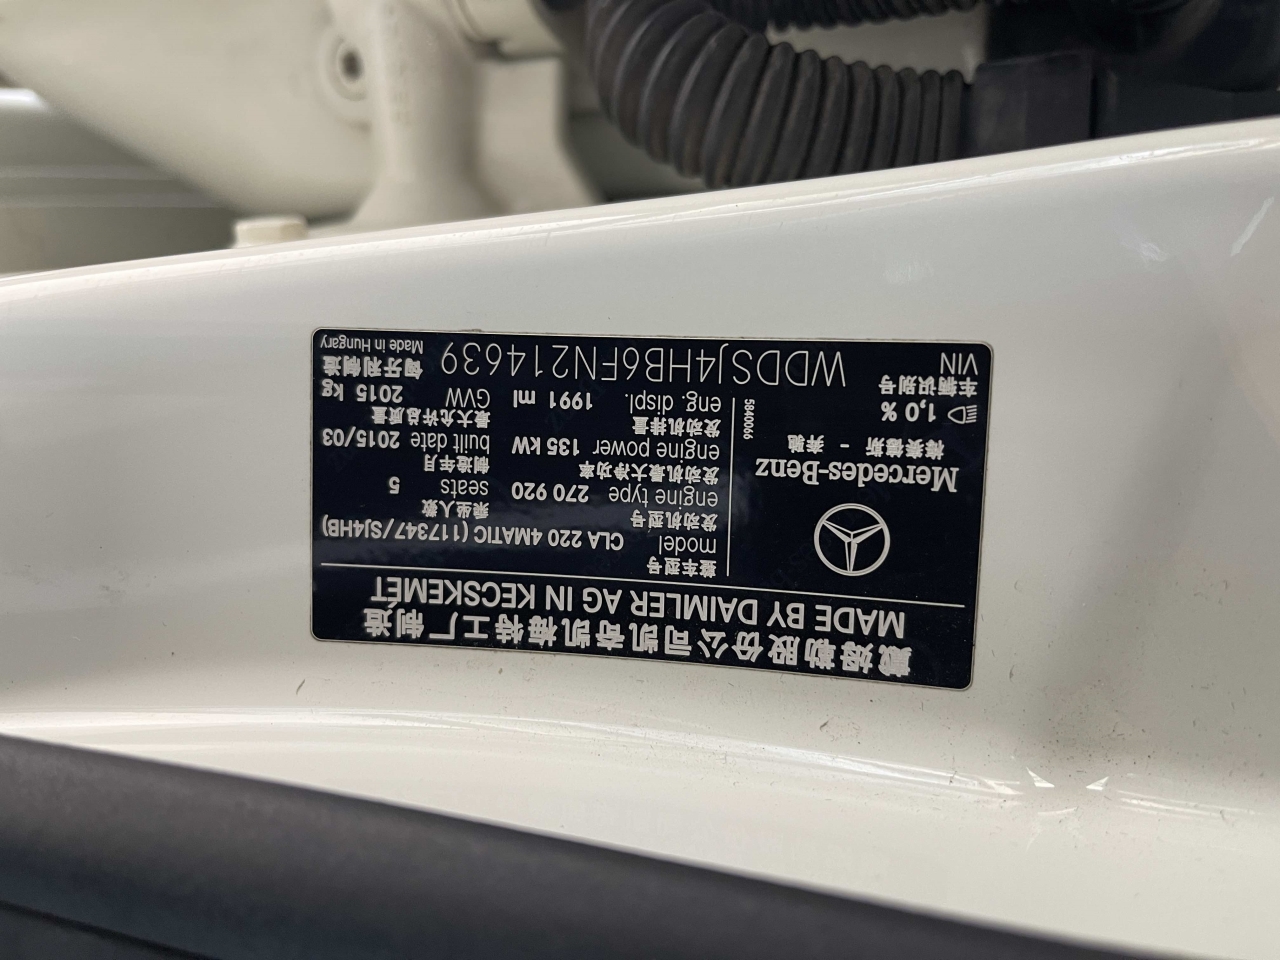 戴姆勒股份公司凯奇凯梅特工厂制造
MADE BY DAIMLER AG IN KECSKEMÉT
Mercedes-Benz
梅赛德斯 - 奔驰
1,0 %
5840066
整车型号
model CLA 220 4MATIC (117347/SJ4HB)
发动机型号 乘坐人数
engine type 270 920 seats 5
发动机最大净功率 制造年月
engine power 135 kW built date 2015/03
发动机排量 最大允许总质量
eng. displ. 1991 ml GVW 2015 kg
车辆识别号 匈牙利制造
VIN WDDSJ4HB6FN214639 Made in Hungary